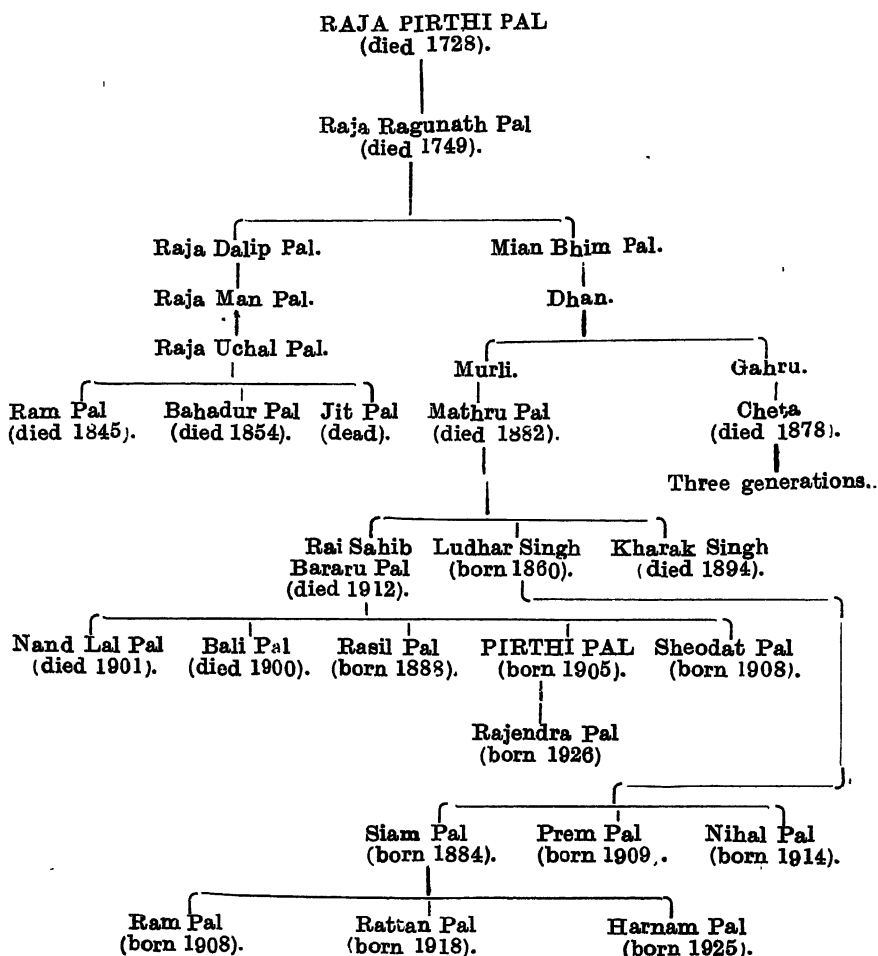 RAJA PIRTHI PAL
(died 1728).
Raja Ragunath Pal
(died 1749).
Raja Dalip Pal. Mian Bhim Pal.
Raja Man Pal. Dhan.
Raja Uchal Pal.
Murli. Gahru.
Ram Pal Bahadur Pal Jit Pal Mathru Pal Cheta
(died 1845). (died 1854). (dead). (died 1882). (died 1878).
Three generations..
Rai Sahib Ludhar Singh Kharak Singh
Bararu Pal (born 1860). (died 1894).
(died 1912).
Nand Lal Pal Bali Pal Rasil Pal PIRTHI PAL Sheodat Pal
(died 1901). (died 1900). (born 1888). (born 1905). (born 1908).
Rajendra Pal
(born 1926)
Siam Pal Prem Pal Nihal Pal
(born 1884). (born 1909,. (born 1914).
Ram Pal Rattan Pal Harnam Pal
(born 1908). (born 1918). (born 1925).